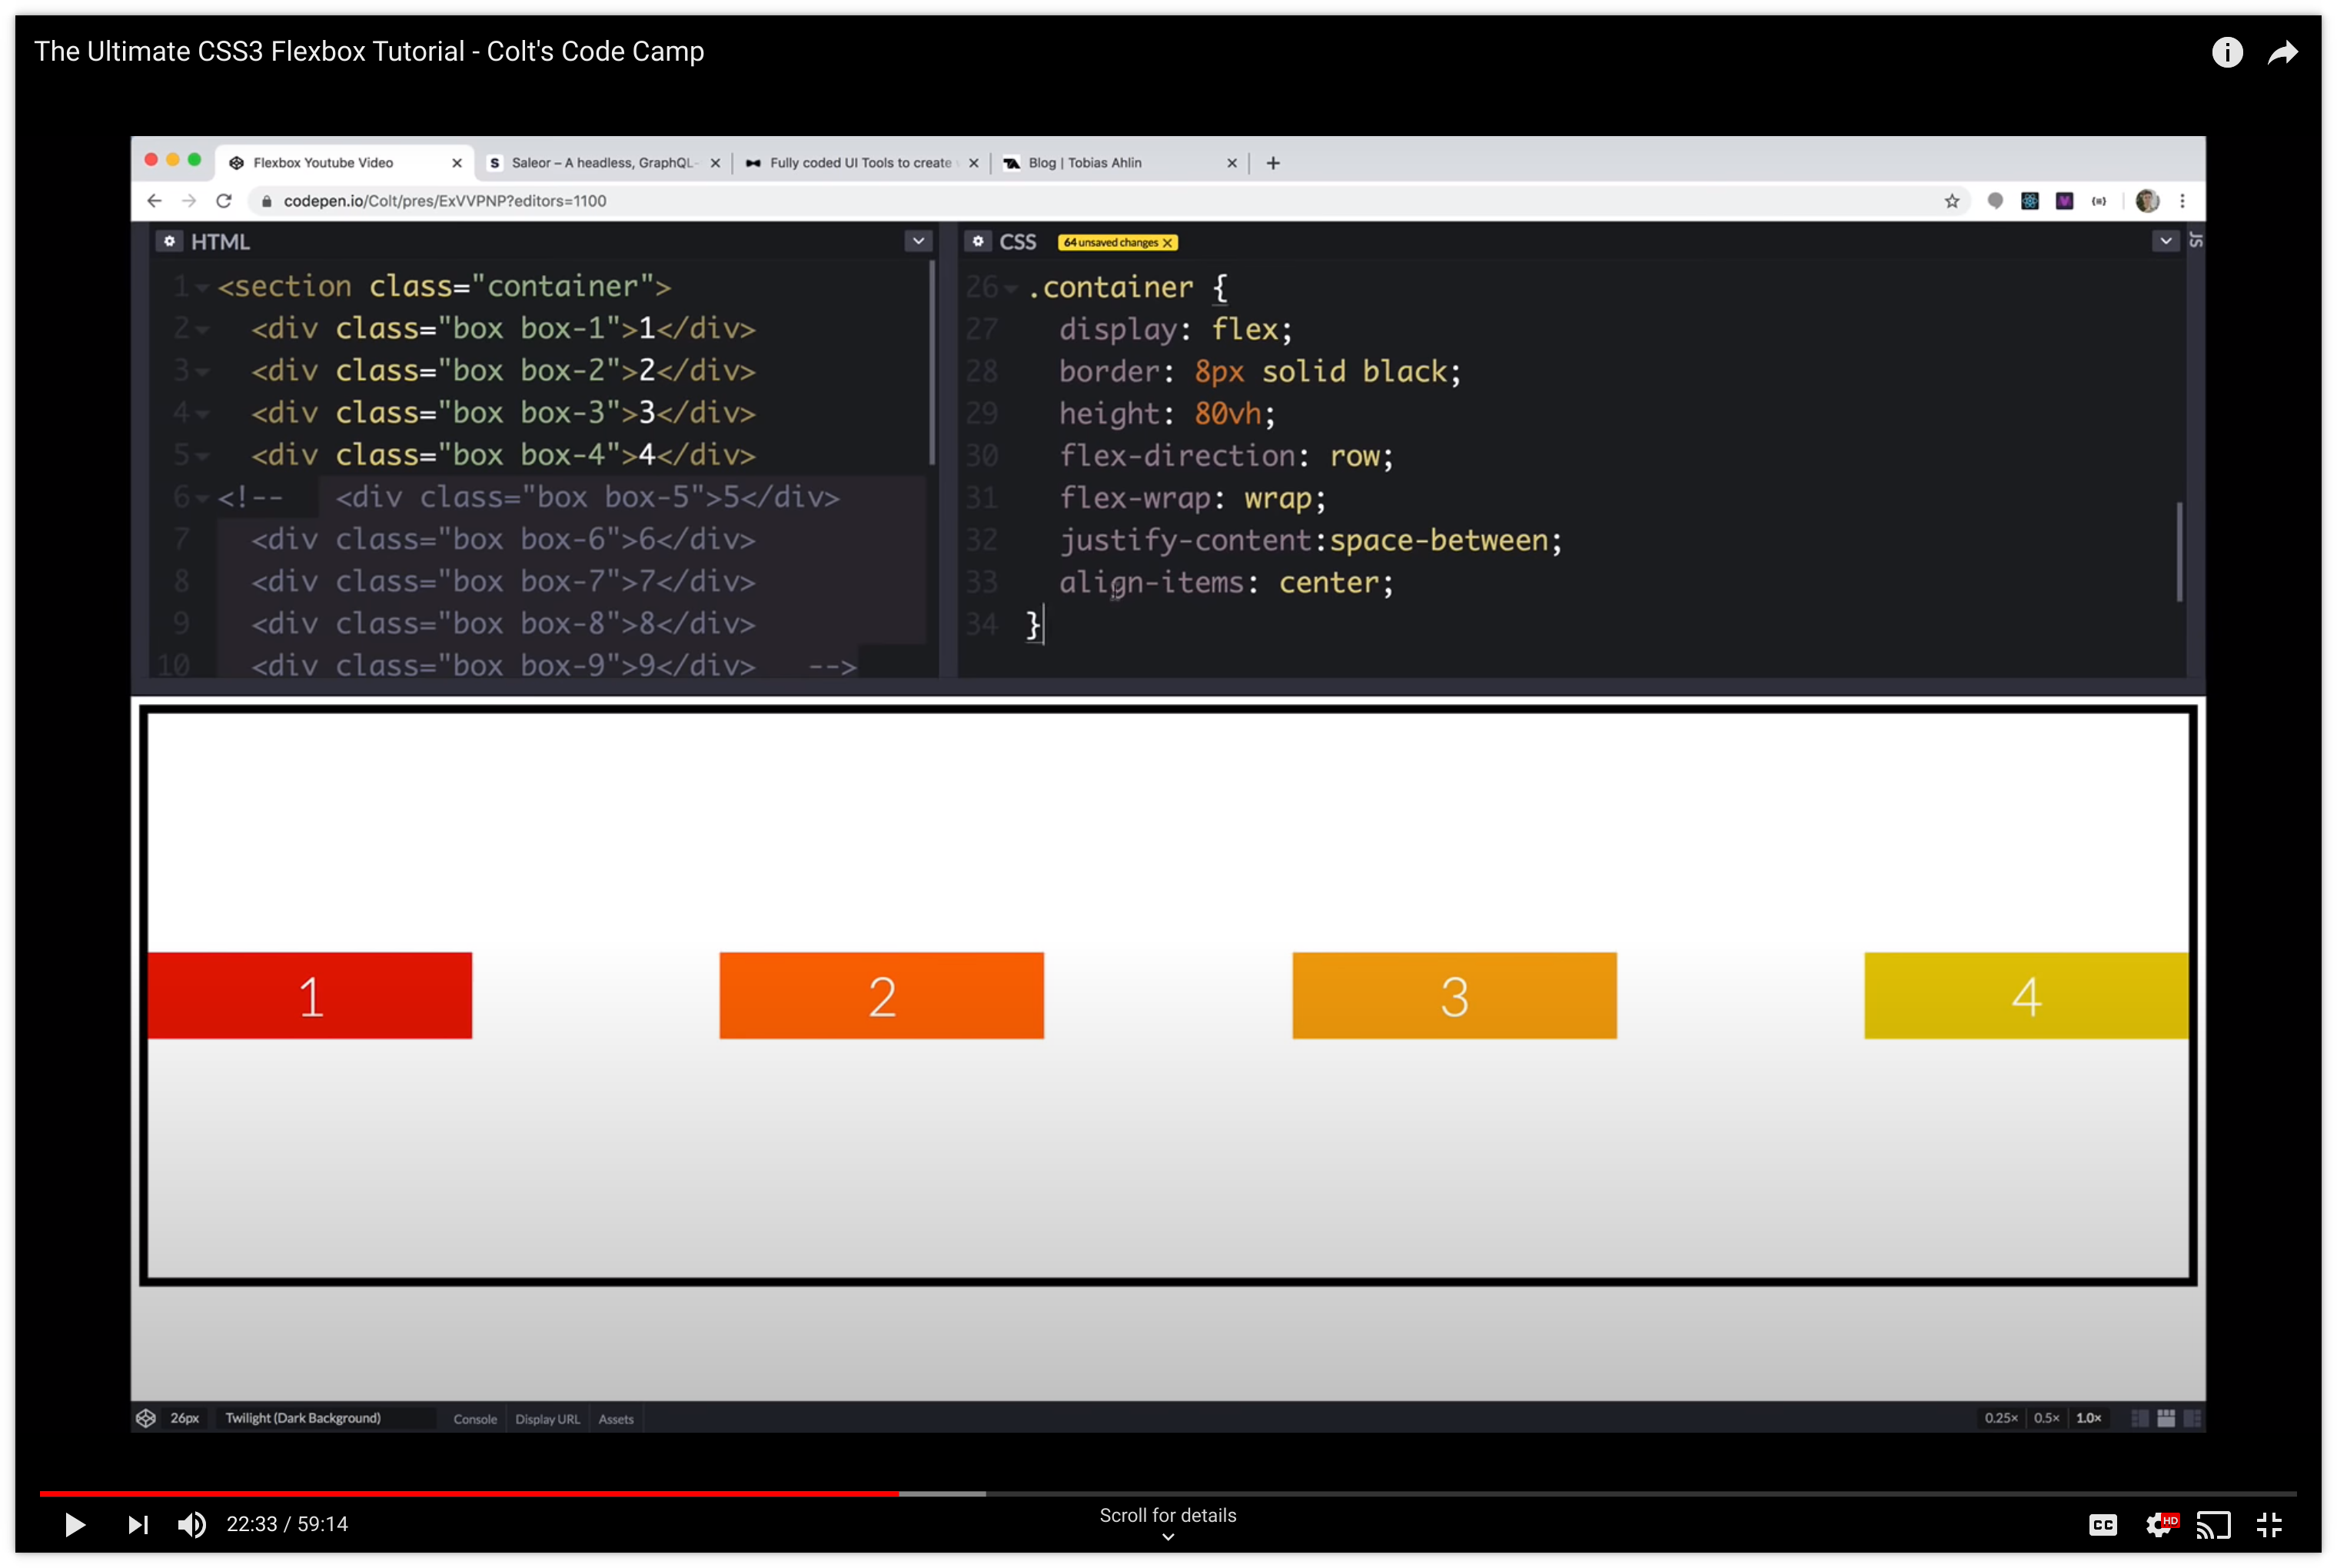 The Ultimate CSS3 Flexbox Tutorial - Colt's Code Camp
Flexbox Youtube Video
S Saleor – A headless, GraphQL-
Fully coded UI Tools to create
TA Blog | Tobias Ahlin
codepen.io/Colt/pres/ExVVPNP?editors=1100
HTML
1 <section class="container">
2 <div class="box box-1">1</div>
3 <div class="box box-2">2</div>
4 <div class="box box-3">3</div>
5 <div class="box box-4">4</div>
6 <!-- <div class="box box-5">5</div>
7 <div class="box box-6">6</div>
8 <div class="box box-7">7</div>
9 <div class="box box-8">8</div>
10 <div class="box box-9">9</div> -->
CSS 64 unsaved changes X
JS
26 .container {
27 display: flex;
28 border: 8px solid black;
29 height: 80vh;
30 flex-direction: row;
31 flex-wrap: wrap;
32 justify-content:space-between;
33 align-items: center;
34 }
1 2 3 4
26px Twilight (Dark Background) Console Display URL Assets 0.25× 0.5× 1.0×
Scroll for details
22:33 / 59:14
CC HD